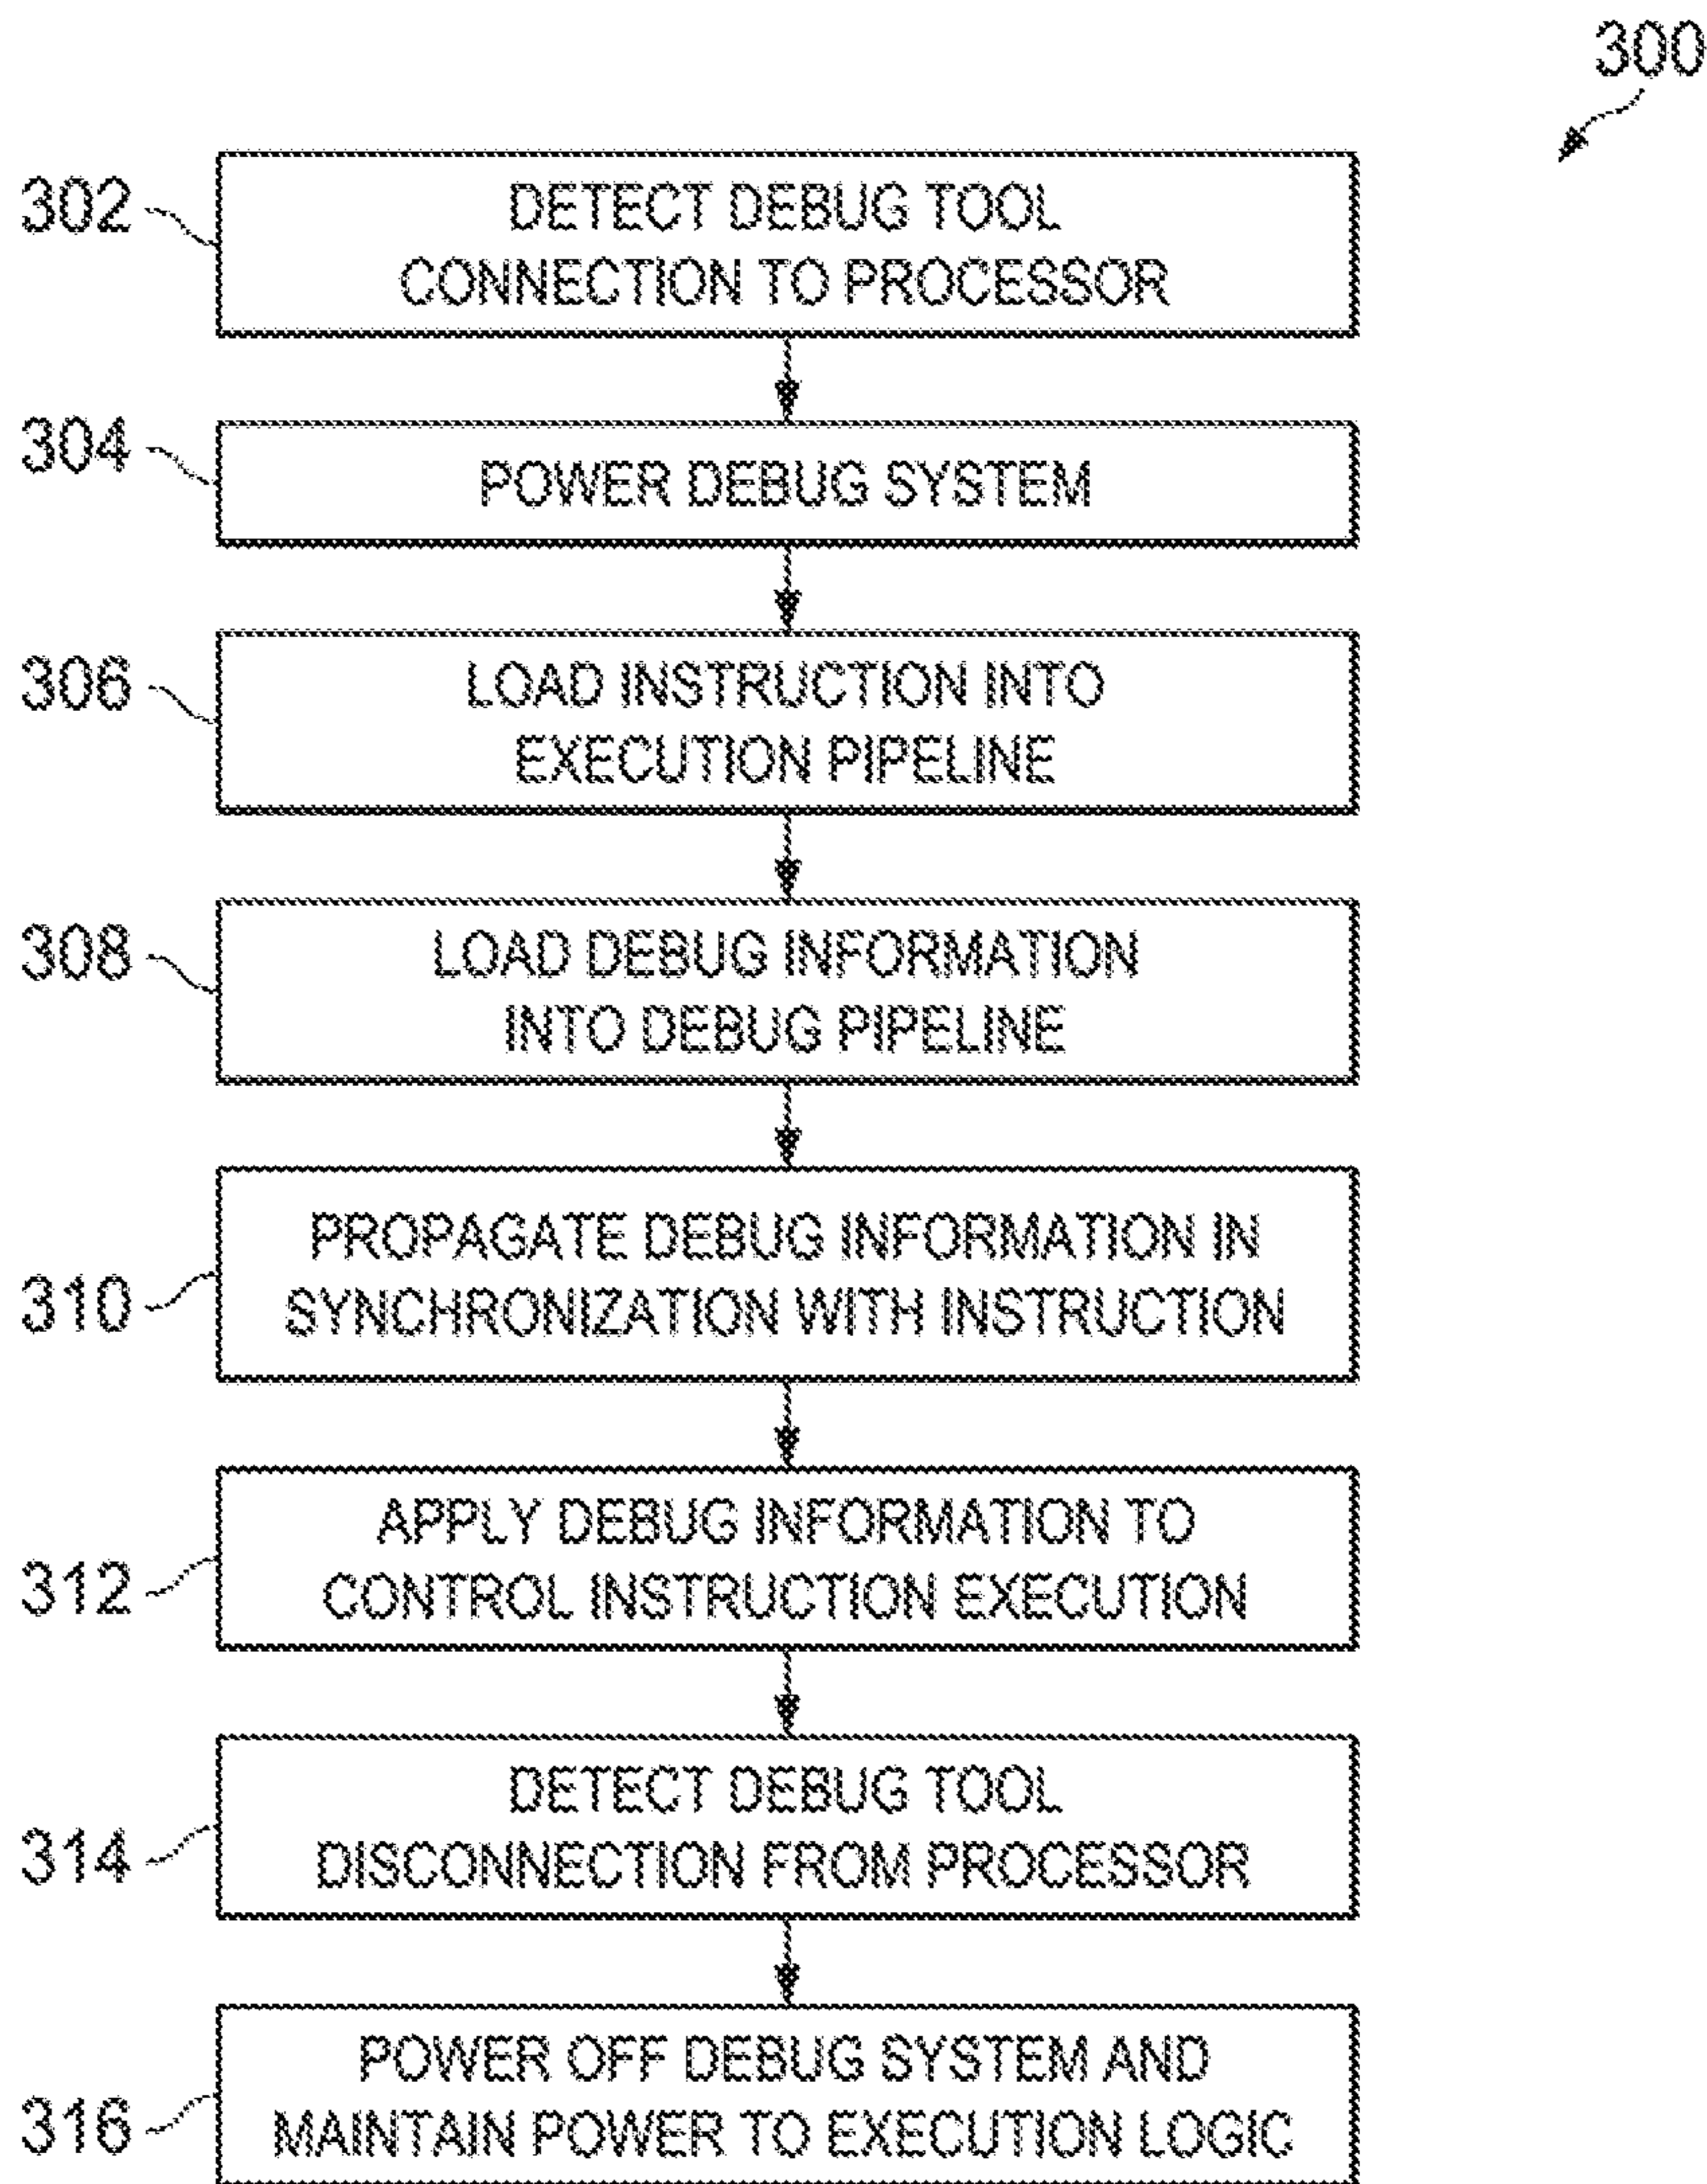 300
302
DETECT DEBUG TOOL
CONNECTION TO PROCESSOR
304
POWER DEBUG SYSTEM
306
LOAD INSTRUCTION INTO
EXECUTION PIPELINE
308
LOAD DEBUG INFORMATION
INTO DEBUG PIPELINE
310
PROPAGATE DEBUG INFORMATION IN
SYNCHRONIZATION WITH INSTRUCTION
312
APPLY DEBUG INFORMATION TO
CONTROL INSTRUCTION EXECUTION
314
DETECT DEBUG TOOL
DISCONNECTION FROM PROCESSOR
316
POWER OFF DEBUG SYSTEM AND
MAINTAIN POWER TO EXECUTION LOGIC